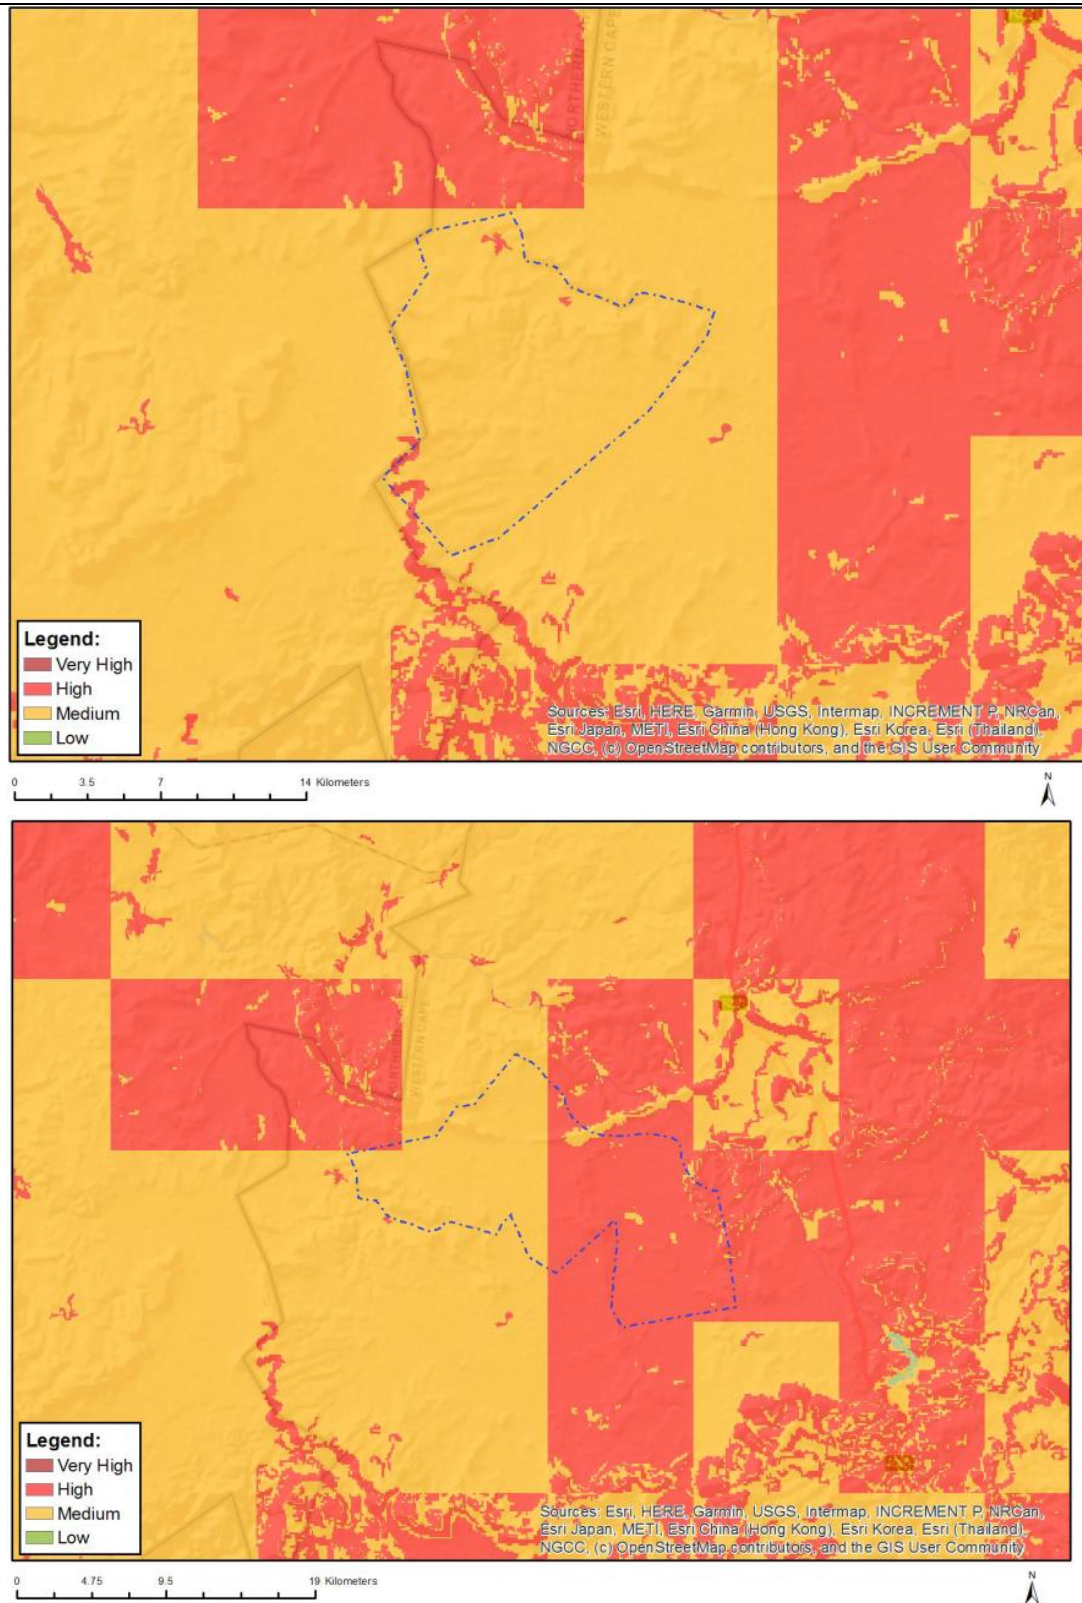 NORTHERN CAPE
WESTERN CAPE
Legend:
Very High
High
Medium
Low
Sources: Esri, HERE, Garmin, USGS, Intermap, INCREMENT P, NRCan,
Esri Japan, METI, Esri China (Hong Kong), Esri Korea, Esri (Thailand),
NGCC, (c) OpenStreetMap contributors, and the GIS User Community
0 3.5 7 14 Kilometers
N
NORTHERN CAPE
WESTERN CAPE
Legend:
Very High
High
Medium
Low
Sources: Esri, HERE, Garmin, USGS, Intermap, INCREMENT P, NRCan,
Esri Japan, METI, Esri China (Hong Kong), Esri Korea, Esri (Thailand),
NGCC, (c) OpenStreetMap contributors, and the GIS User Community
0 4.75 9.5 19 Kilometers
N